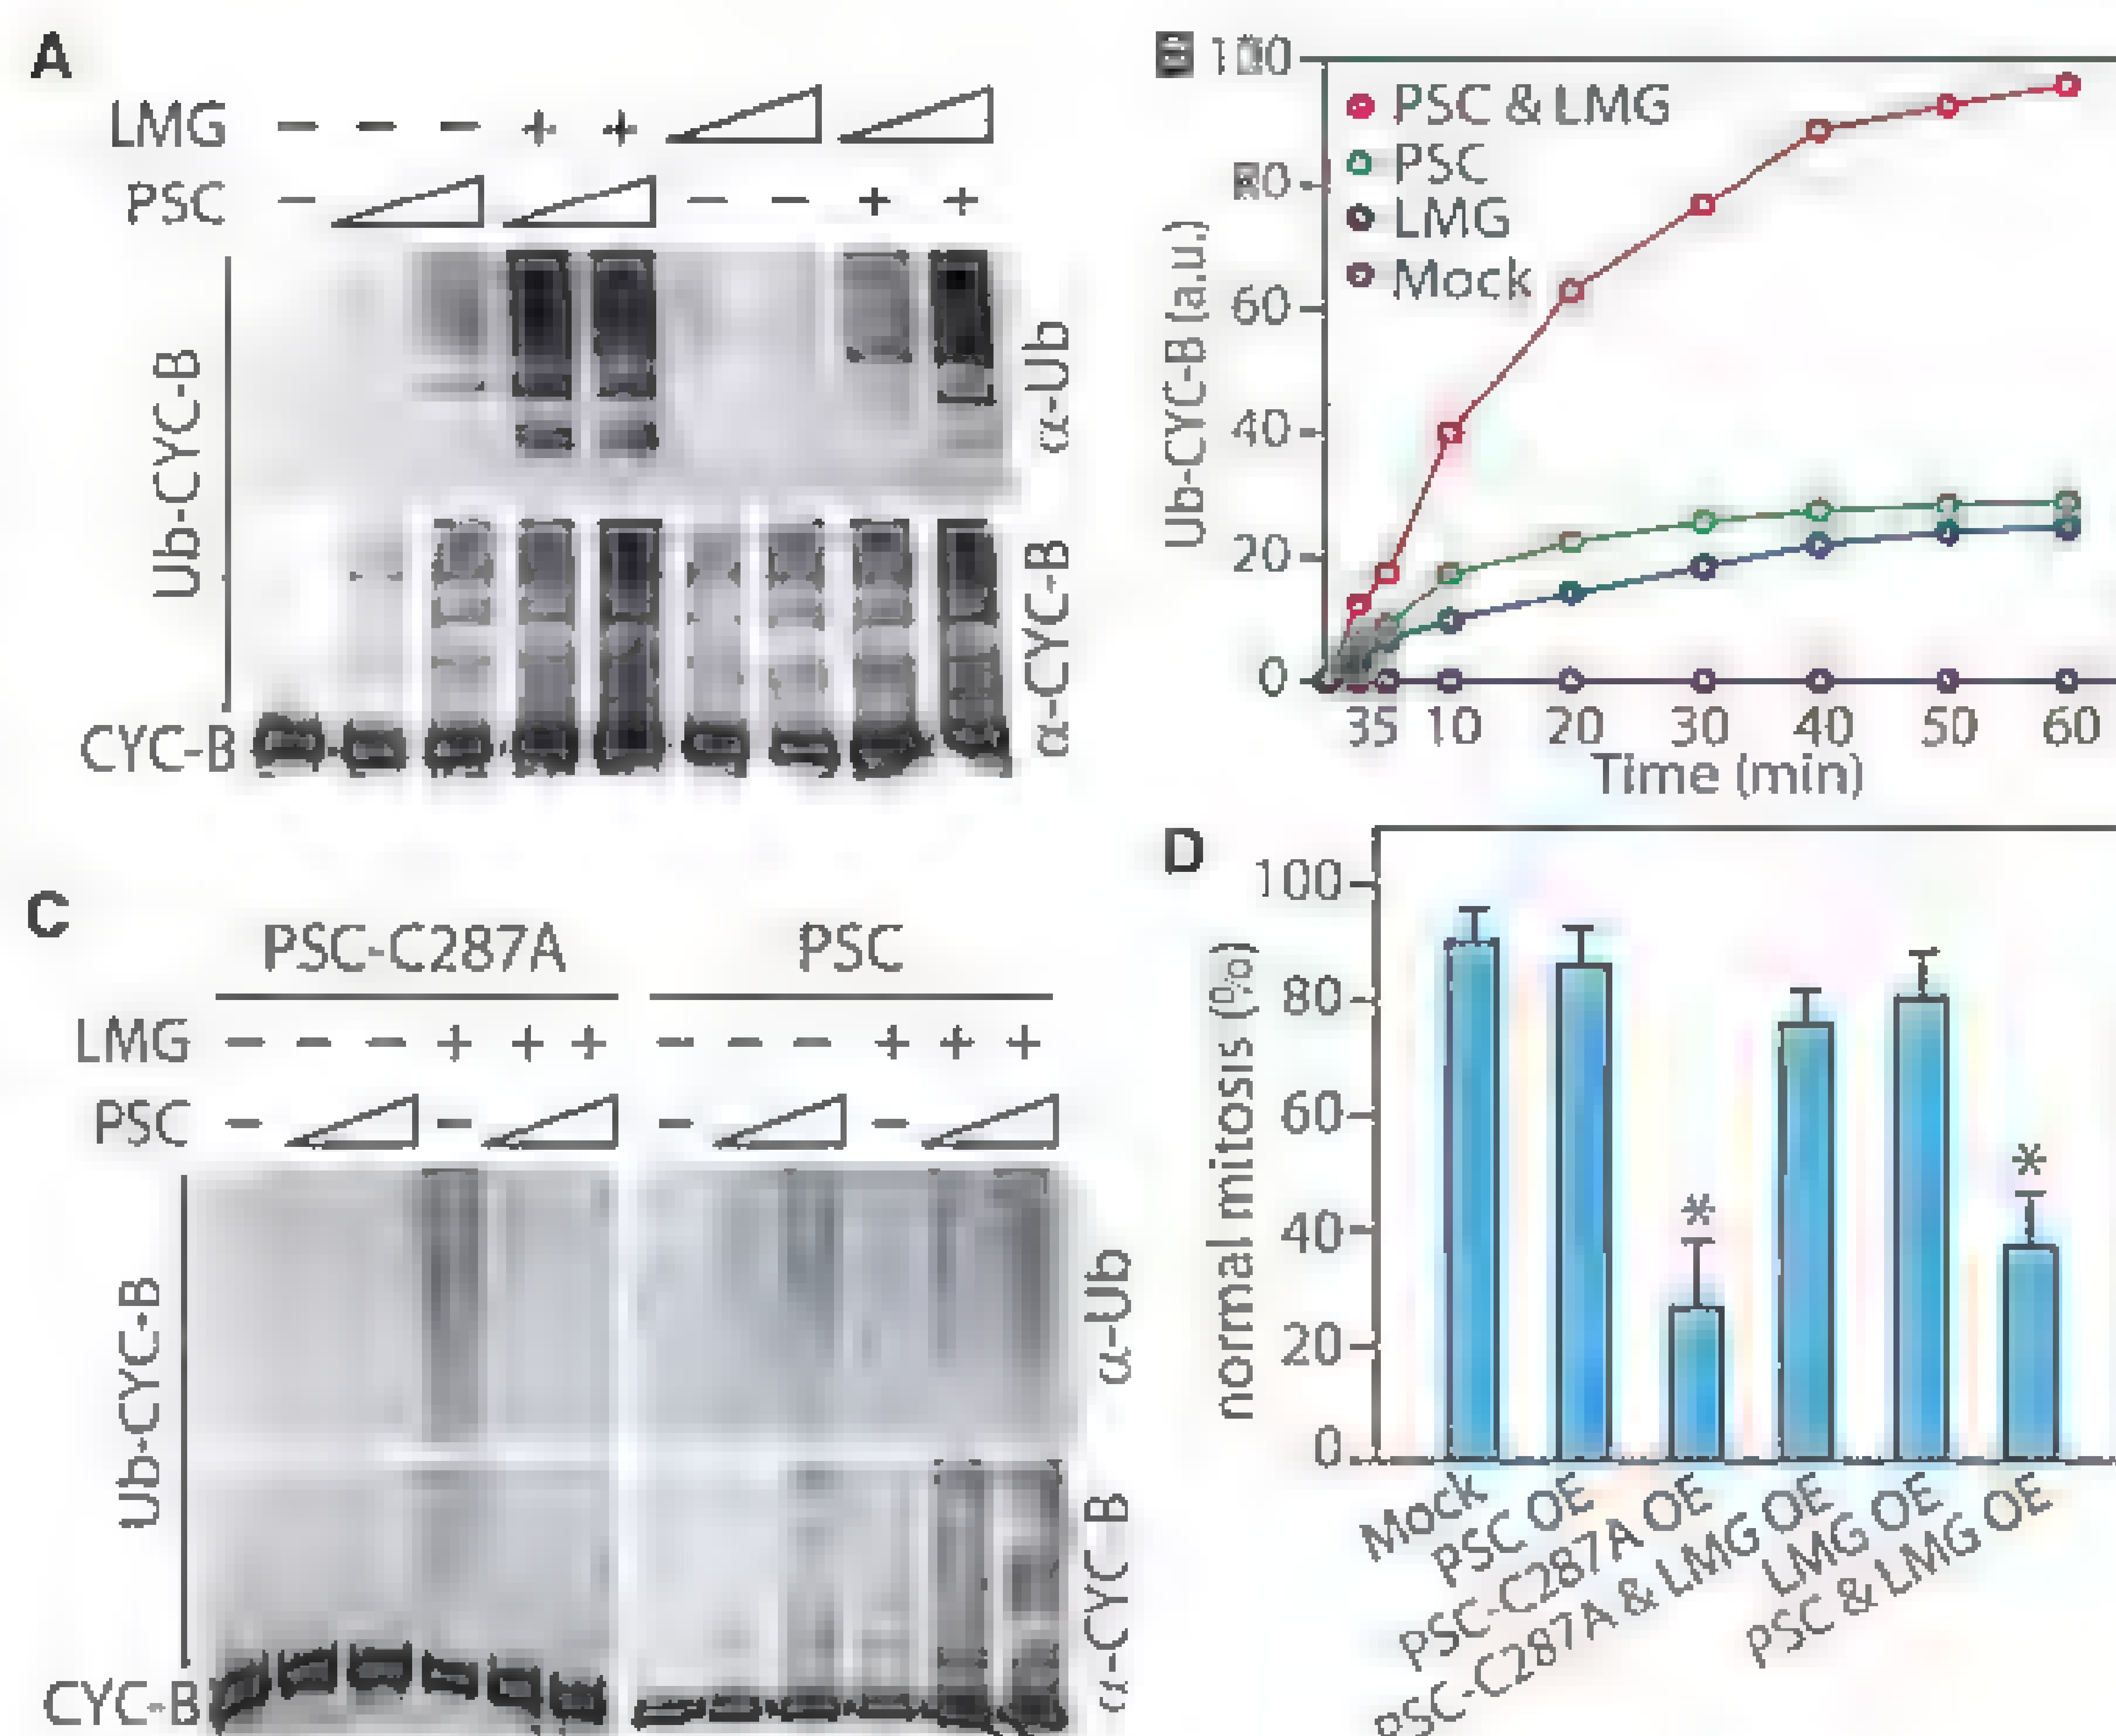 A
LMG − − − + +
PSC − − − + +
Ub-CYC-B
α-Ub
α-CYC-B
CYC-B
B
100
80
60
40
20
0
Ub-CYC-B (a.u.)
PSC & LMG
PSC
LMG
Mock
35 10 20 30 40 50 60
Time (min)
C
PSC-C287A PSC
LMG − − − + + + − − − + + +
PSC − − − −
Ub-CYC-B
α-Ub
α-CYC-B
CYC-B
D
100
80
60
40
20
0
normal mitosis (%)
* *
Mock
PSC OE
PSC-C287A OE
PSC-C287A & LMG OE
LMG OE
PSC & LMG OE